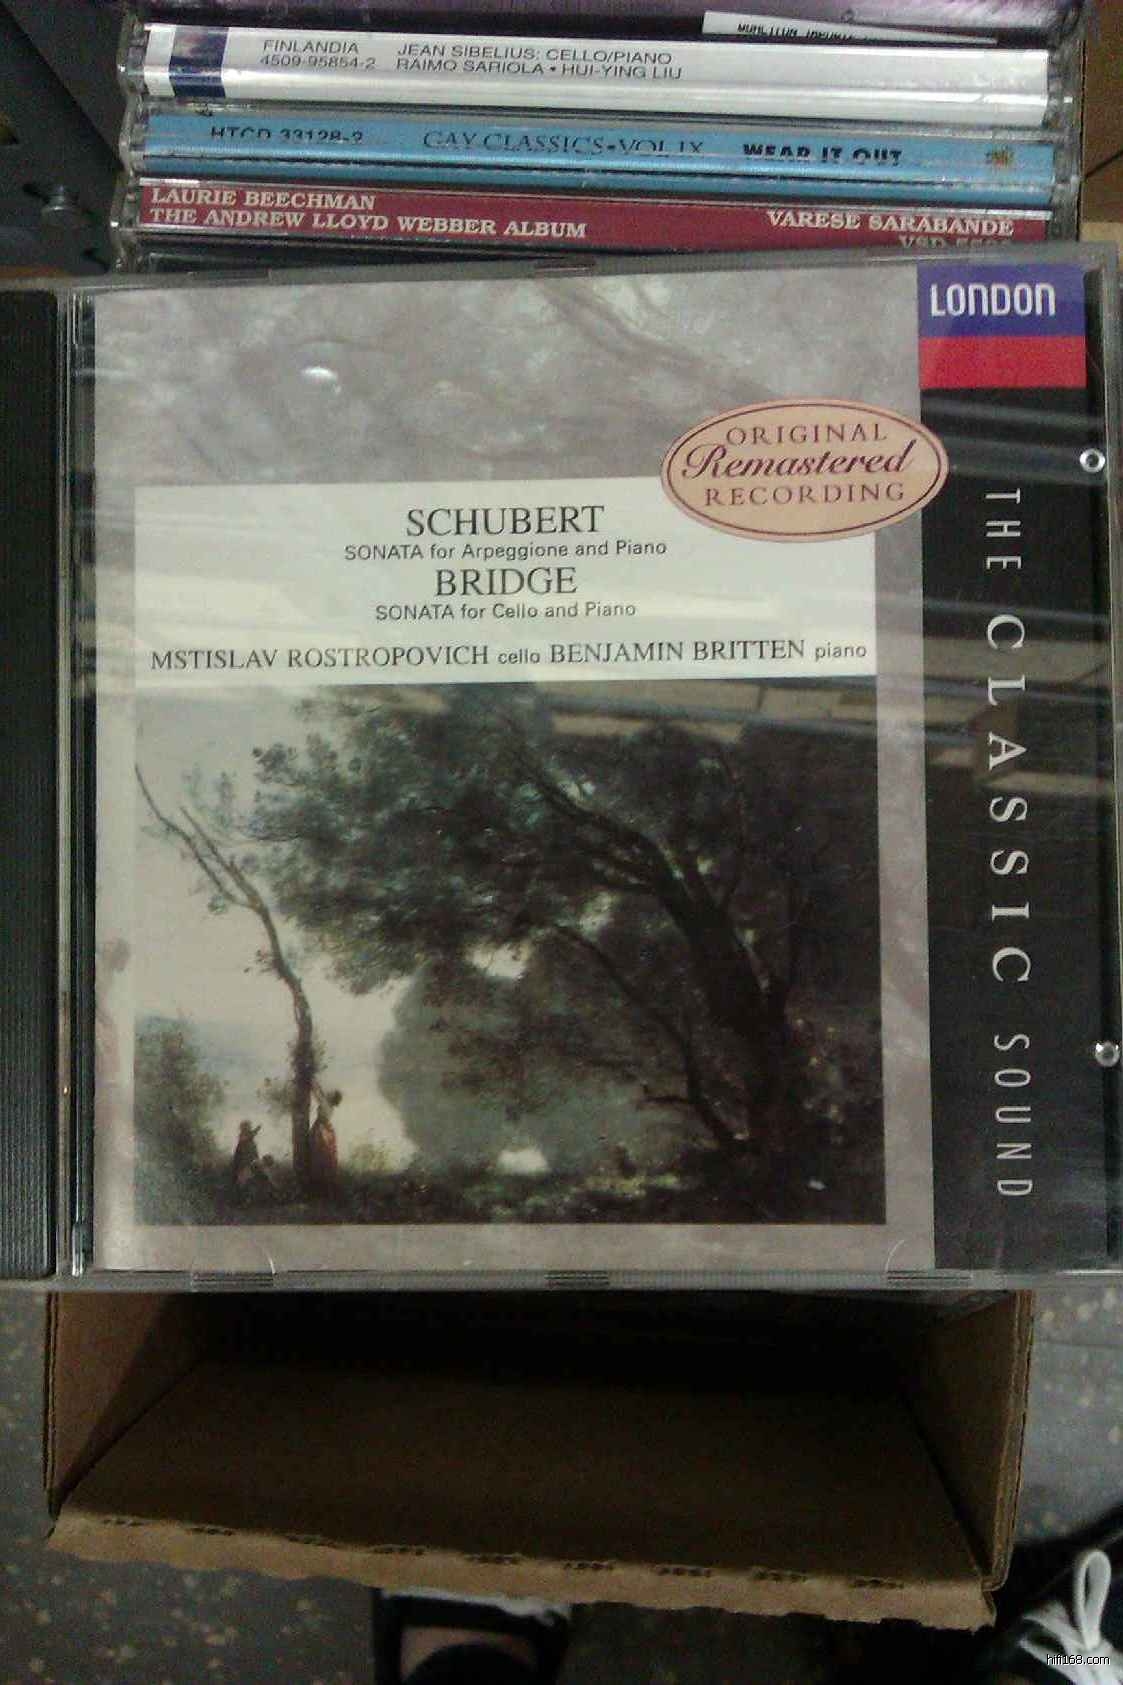 FINLANDIA
4509-95854-2
JEAN SIBELIUS: CELLO/PIANO
RAIMO SARIOLA • HUI-YING LIU
HTCD 33128-2 GAY CLASSICS•VOL IX WEAR IT OUT
LAURIE BEECHMAN
THE ANDREW LLOYD WEBBER ALBUM
VARESE SARABANDE
VSD
LONDON
ORIGINAL
Remastered
RECORDING
SCHUBERT
SONATA for Arpeggione and Piano
BRIDGE
SONATA for Cello and Piano
MSTISLAV ROSTROPOVICH cello BENJAMIN BRITTEN piano
THE CLASSIC SOUND
hifi168.com